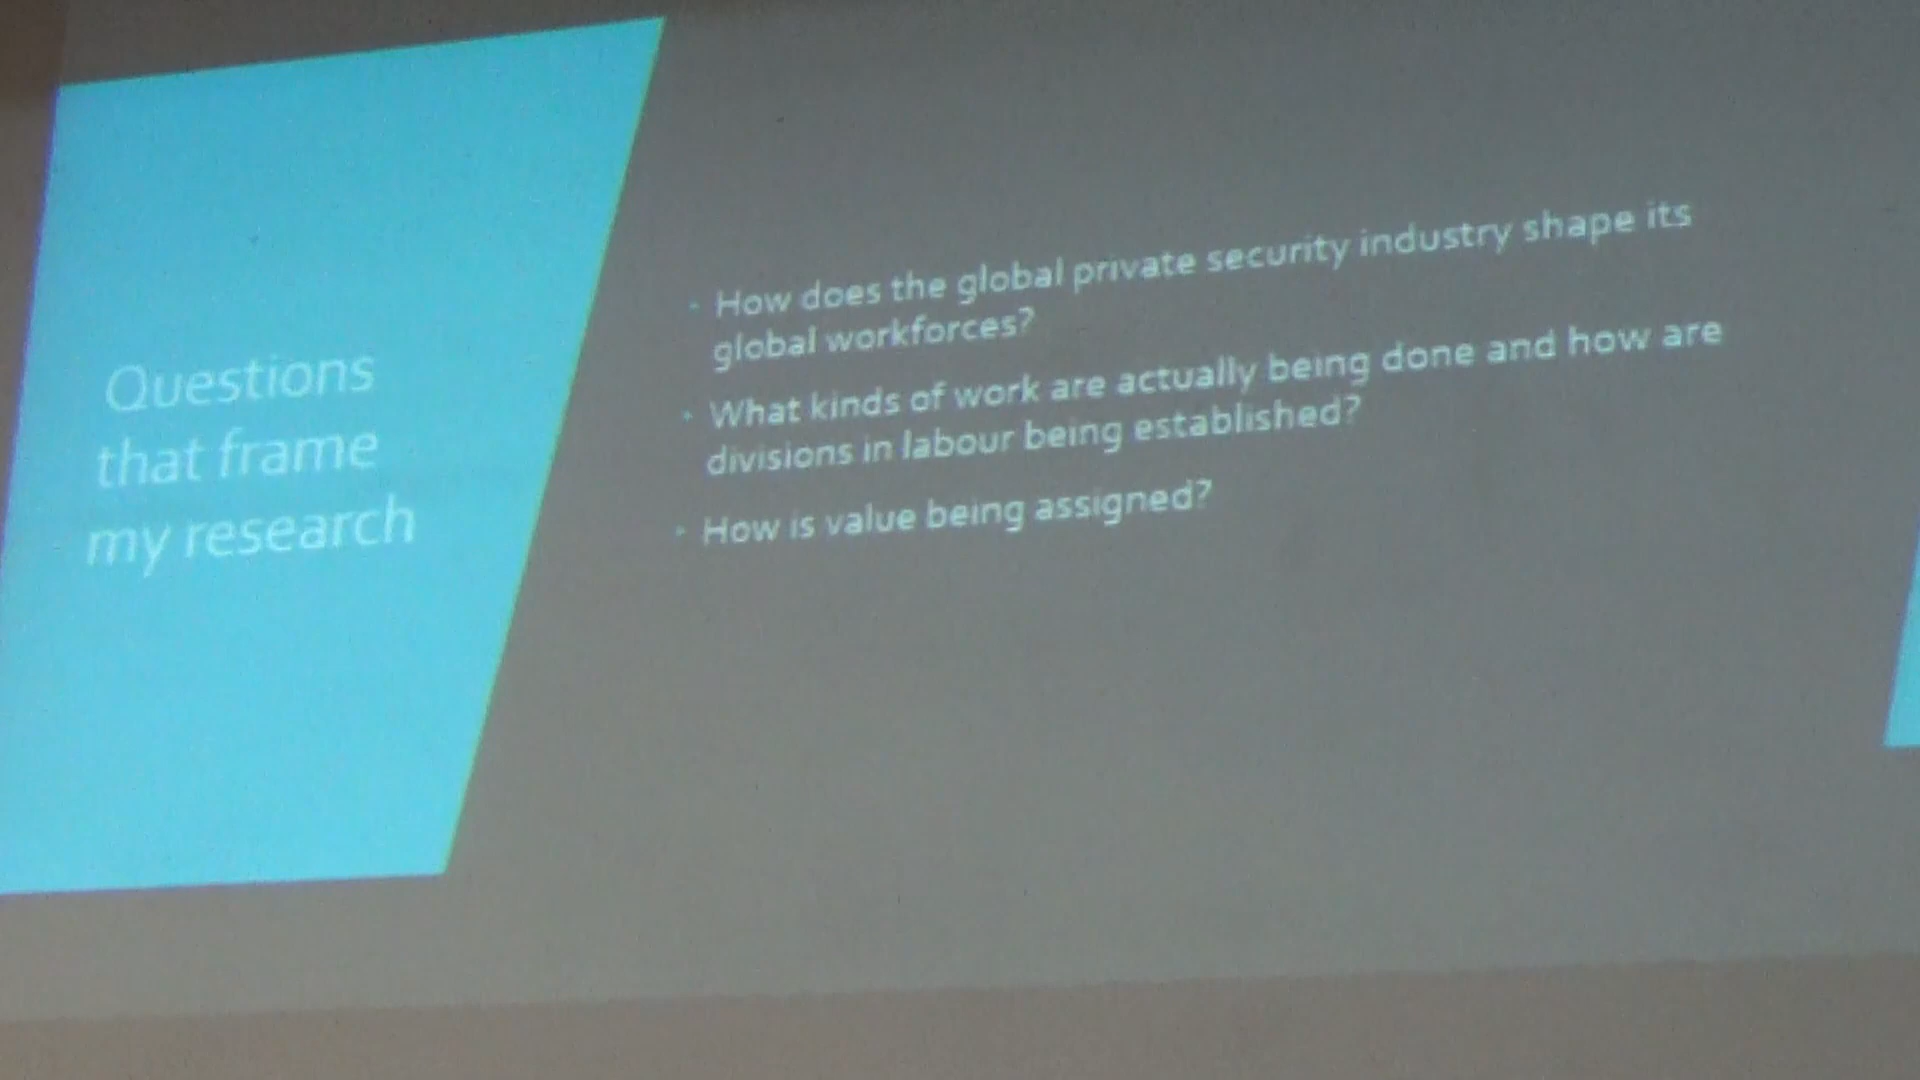 Questions
that frame
my research
How does the global private security industry shape its
global workforces?
What kinds of work are actually being done and how are
divisions in labour being established?
How is value being assigned?